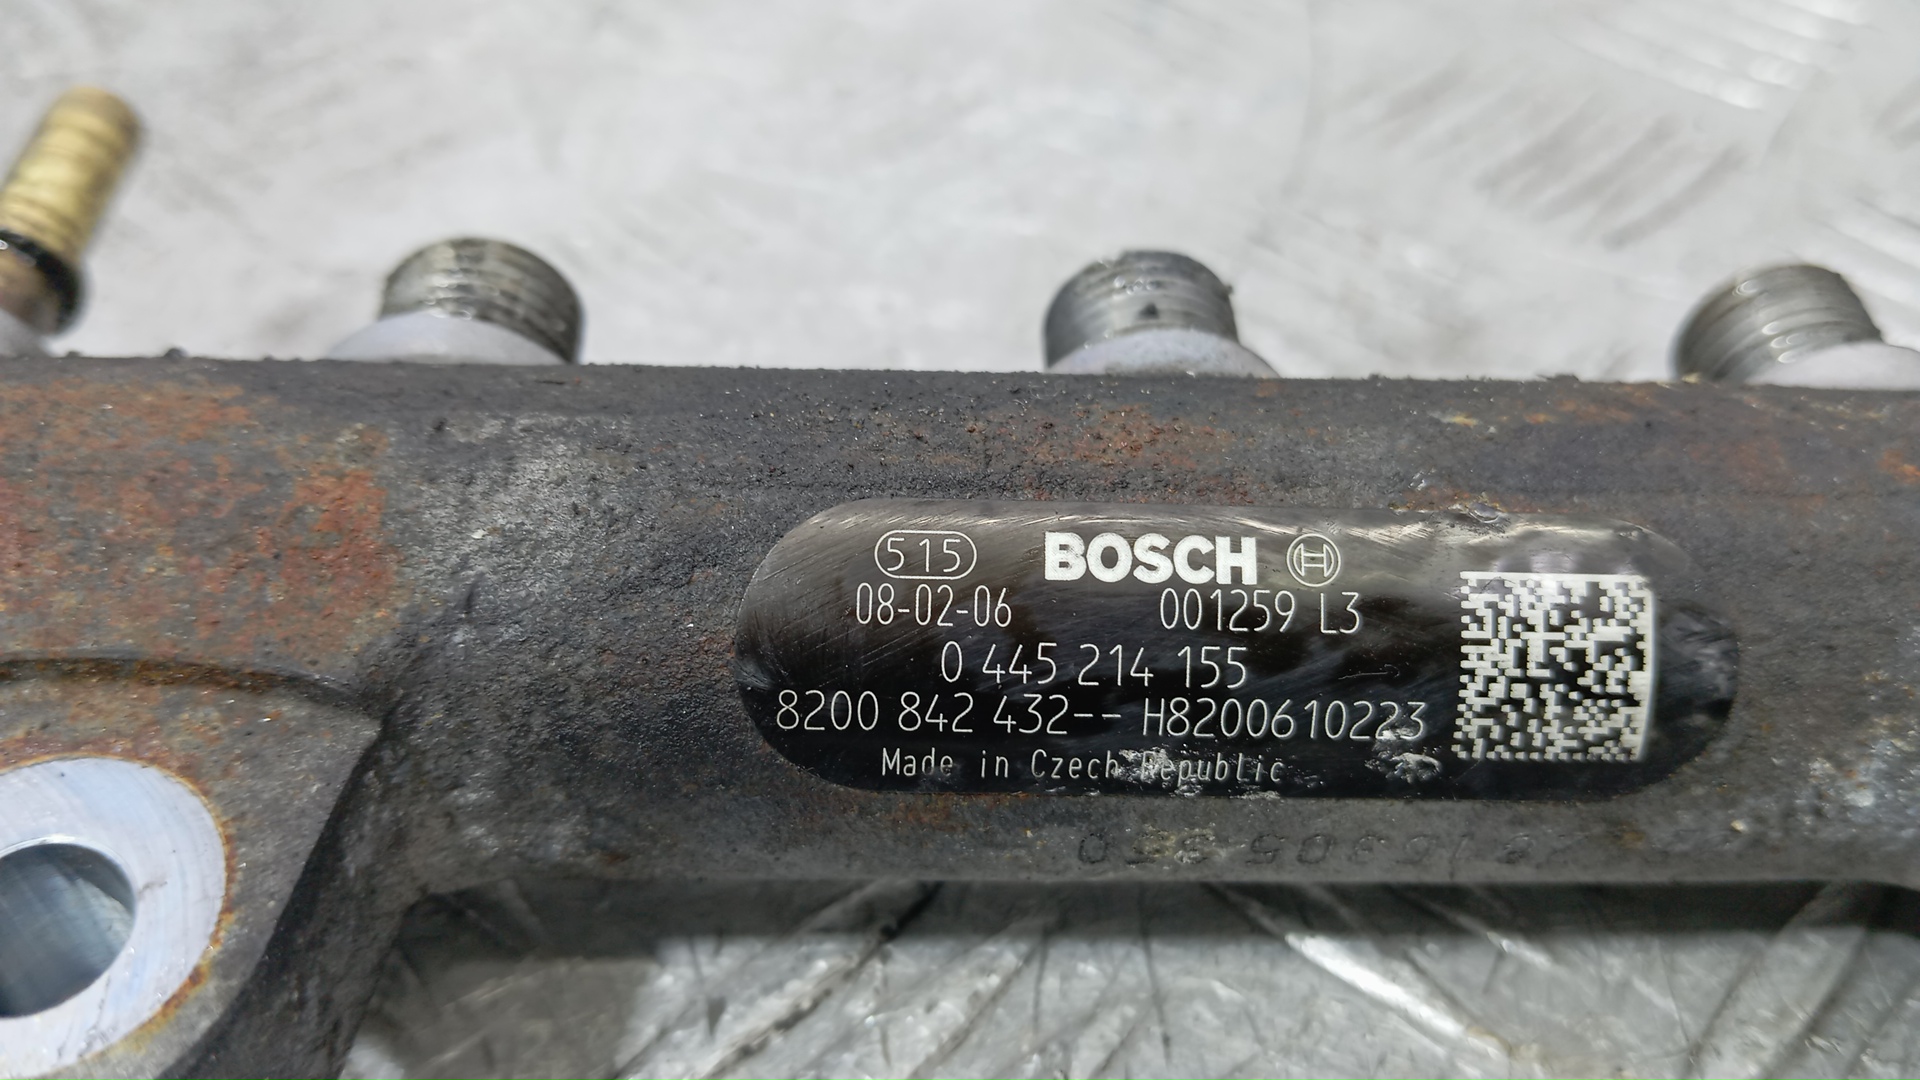 515 BOSCH
08-02-06 001259 L3
0 445 214 155
8200 842 432-- H8200610223
Made in Czech Republic